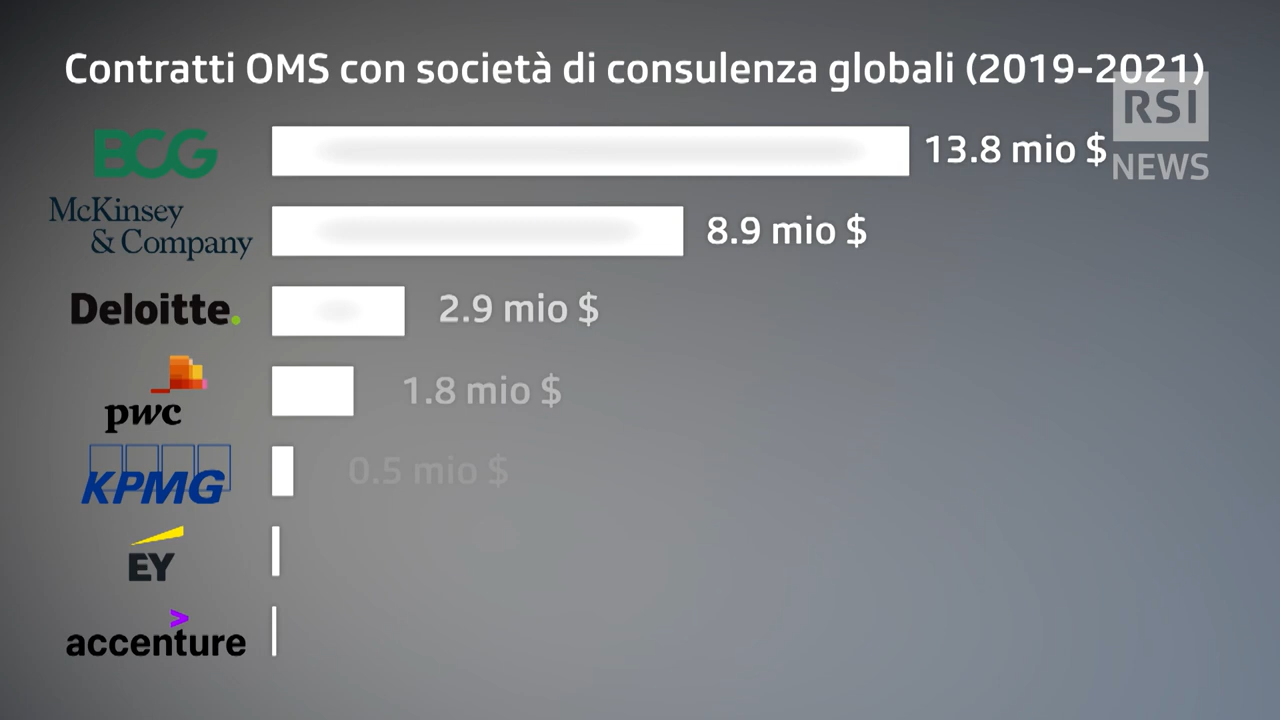 Contratti OMS con società di consulenza globali (2019-2021)
RSI
NEWS
BCG
13.8 mio $
McKinsey
& Company
8.9 mio $
Deloitte.
2.9 mio $
pwc
1.8 mio $
KPMG
0.5 mio $
EY
accenture